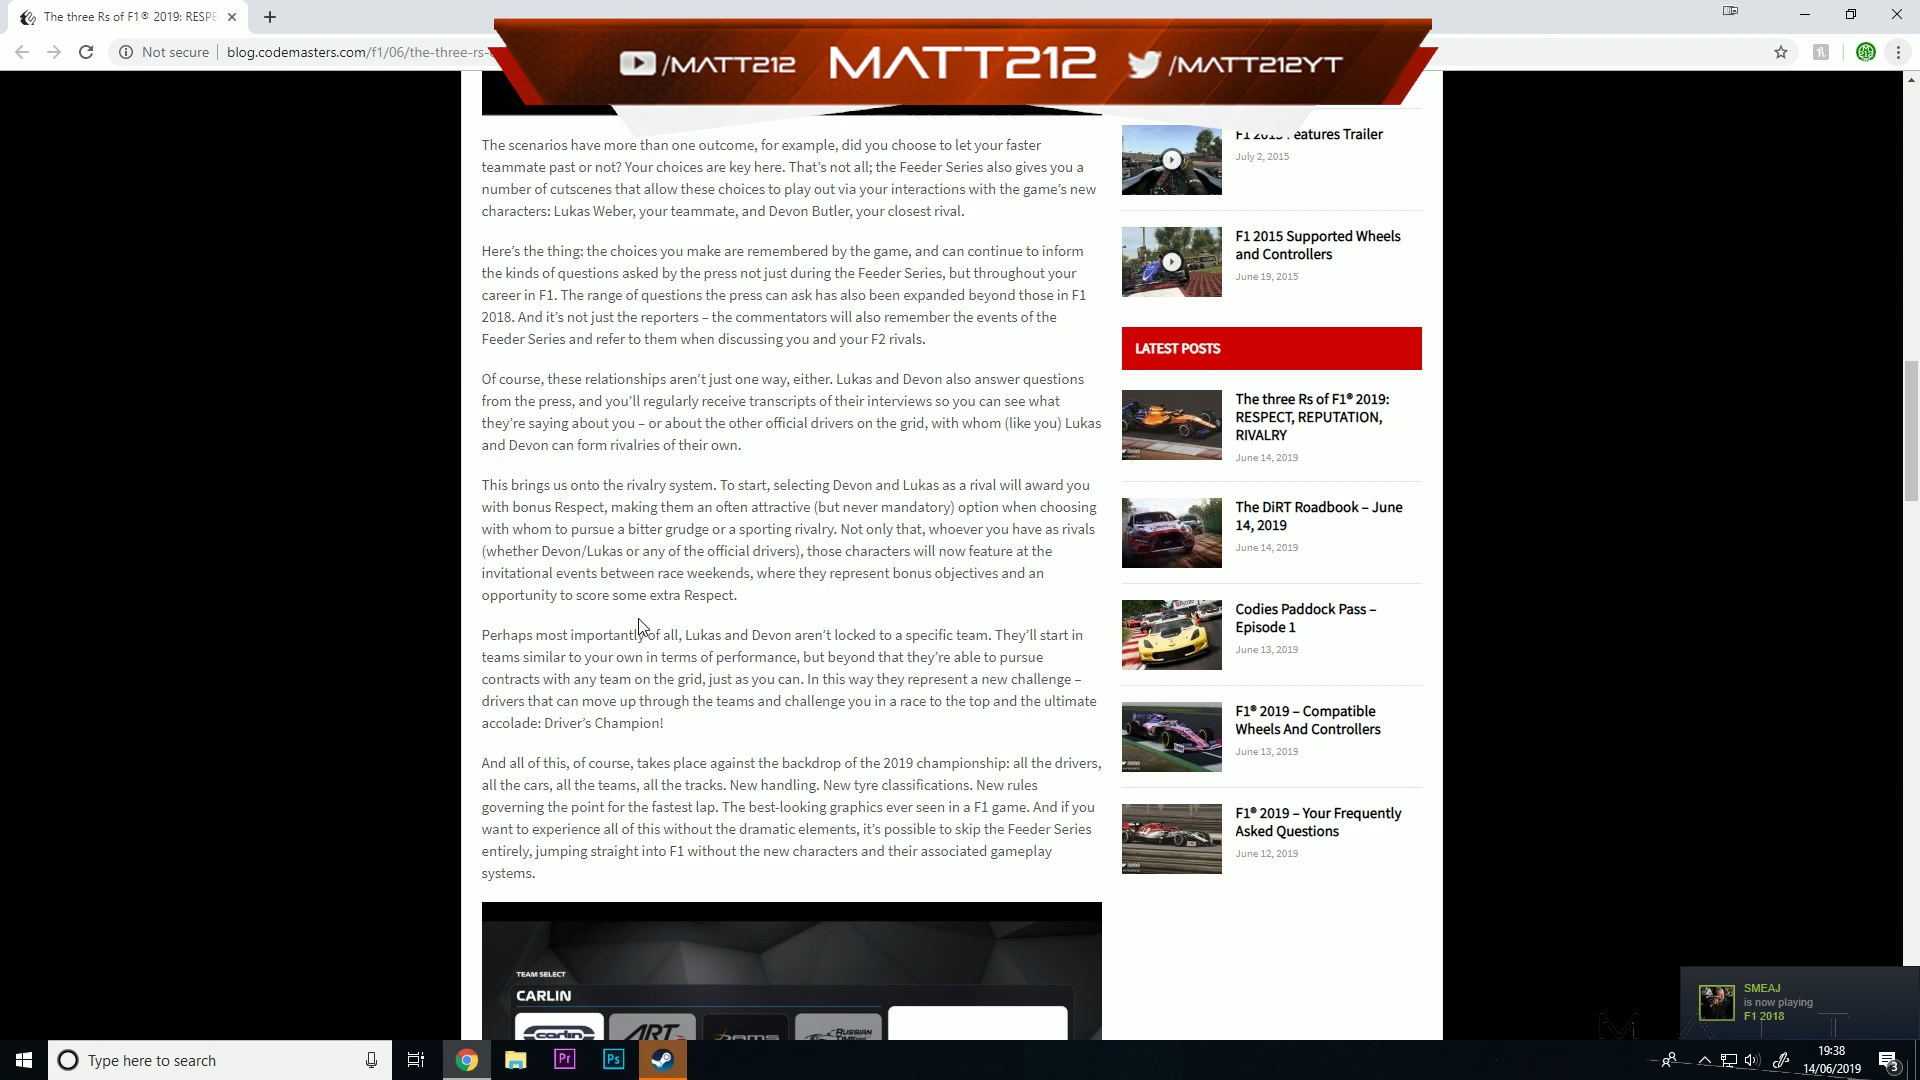 The three Rs of F1® 2019: RESPE
Not secure
blog.codemasters.com/f1/06/the-three-rs-
/MATT212
MATT212
/MATT212YT
The scenarios have more than one outcome, for example, did you choose to let your faster
teammate past or not? Your choices are key here. That’s not all; the Feeder Series also gives you a
number of cutscenes that allow these choices to play out via your interactions with the game’s new
characters: Lukas Weber, your teammate, and Devon Butler, your closest rival.
Here’s the thing: the choices you make are remembered by the game, and can continue to inform
the kinds of questions asked by the press not just during the Feeder Series, but throughout your
career in F1. The range of questions the press can ask has also been expanded beyond those in F1
2018. And it’s not just the reporters – the commentators will also remember the events of the
Feeder Series and refer to them when discussing you and your F2 rivals.
Of course, these relationships aren’t just one way, either. Lukas and Devon also answer questions
from the press, and you’ll regularly receive transcripts of their interviews so you can see what
they’re saying about you – or about the other official drivers on the grid, with whom (like you) Lukas
and Devon can form rivalries of their own.
This brings us onto the rivalry system. To start, selecting Devon and Lukas as a rival will award you
with bonus Respect, making them an often attractive (but never mandatory) option when choosing
with whom to pursue a bitter grudge or a sporting rivalry. Not only that, whoever you have as rivals
(whether Devon/Lukas or any of the official drivers), those characters will now feature at the
invitational events between race weekends, where they represent bonus objectives and an
opportunity to score some extra Respect.
Perhaps most importantly of all, Lukas and Devon aren’t locked to a specific team. They’ll start in
teams similar to your own in terms of performance, but beyond that they’re able to pursue
contracts with any team on the grid, just as you can. In this way they represent a new challenge –
drivers that can move up through the teams and challenge you in a race to the top and the ultimate
accolade: Driver’s Champion!
And all of this, of course, takes place against the backdrop of the 2019 championship: all the drivers,
all the cars, all the teams, all the tracks. New handling. New tyre classifications. New rules
governing the point for the fastest lap. The best-looking graphics ever seen in a F1 game. And if you
want to experience all of this without the dramatic elements, it’s possible to skip the Feeder Series
entirely, jumping straight into F1 without the new characters and their associated gameplay
systems.
TEAM SELECT
CARLIN
carlin
ART
RUSSIAN
F1 2015 Features Trailer
July 2, 2015
F1 2015 Supported Wheels
and Controllers
June 19, 2015
LATEST POSTS
The three Rs of F1® 2019:
RESPECT, REPUTATION,
RIVALRY
June 14, 2019
The DiRT Roadbook – June
14, 2019
June 14, 2019
Codies Paddock Pass –
Episode 1
June 13, 2019
F1® 2019 – Compatible
Wheels And Controllers
June 13, 2019
F1® 2019 – Your Frequently
Asked Questions
June 12, 2019
SMEAJ
is now playing
F1 2018
Type here to search
Pr
Ps
19:38
14/06/2019
3